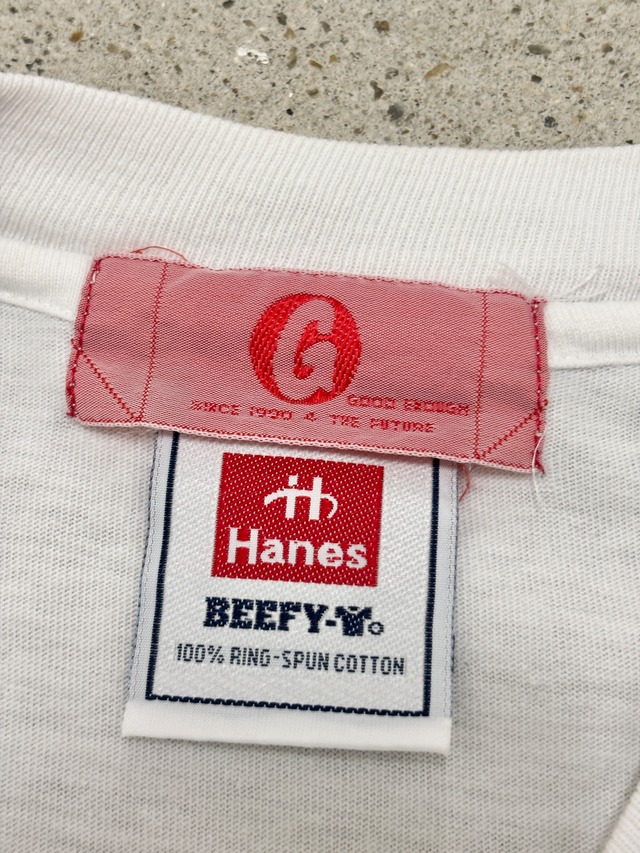 G
GOOD ENOUGH
SINCE 1990 4 THE FUTURE
H
Hanes
BEEFY-T®
100% RING-SPUN COTTON